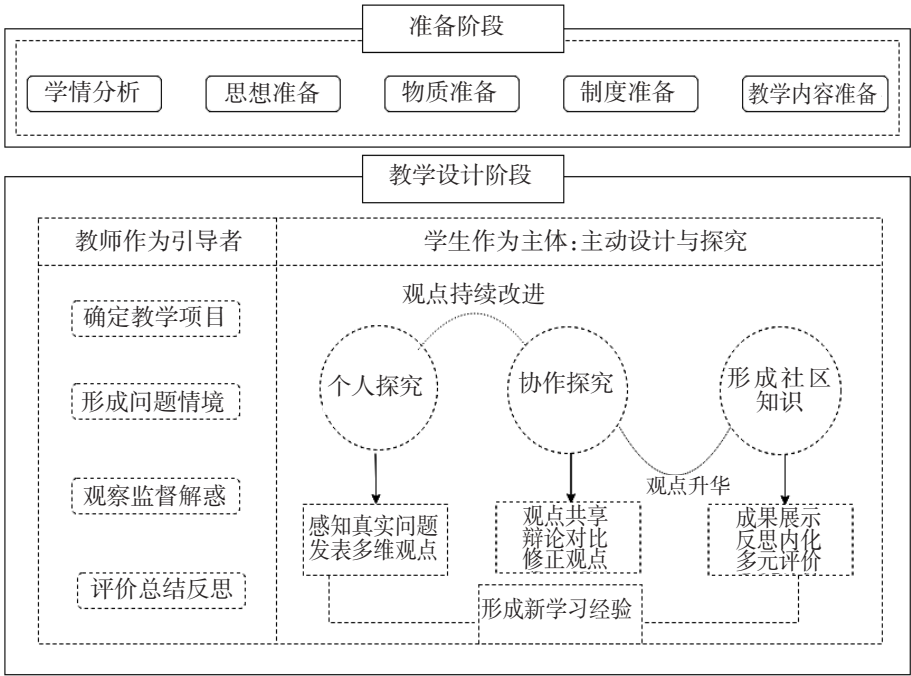 准备阶段
学情分析
思想准备
物质准备
制度准备
教学内容准备
教学设计阶段
教师作为引导者
学生作为主体:主动设计与探究
确定教学项目
形成问题情境
观察监督解惑
评价总结反思
观点持续改进
个人探究
协作探究
形成社区
知识
观点升华
感知真实问题
发表多维观点
观点共享
辩论对比
修正观点
成果展示
反思内化
多元评价
形成新学习经验